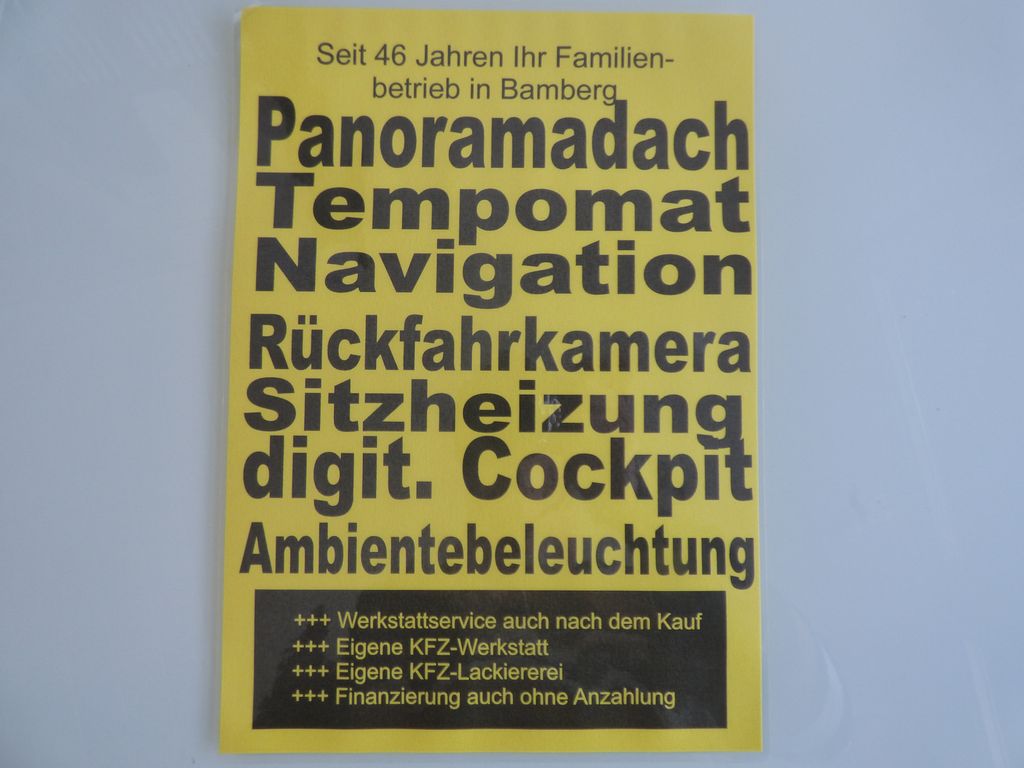 Seit 46 Jahren Ihr Familien-
betrieb in Bamberg
Panoramadach
Tempomat
Navigation
Rückfahrkamera
Sitzheizung
digit. Cockpit
Ambientebeleuchtung
+++ Werkstattservice auch nach dem Kauf
+++ Eigene KFZ-Werkstatt
+++ Eigene KFZ-Lackiererei
+++ Finanzierung auch ohne Anzahlung